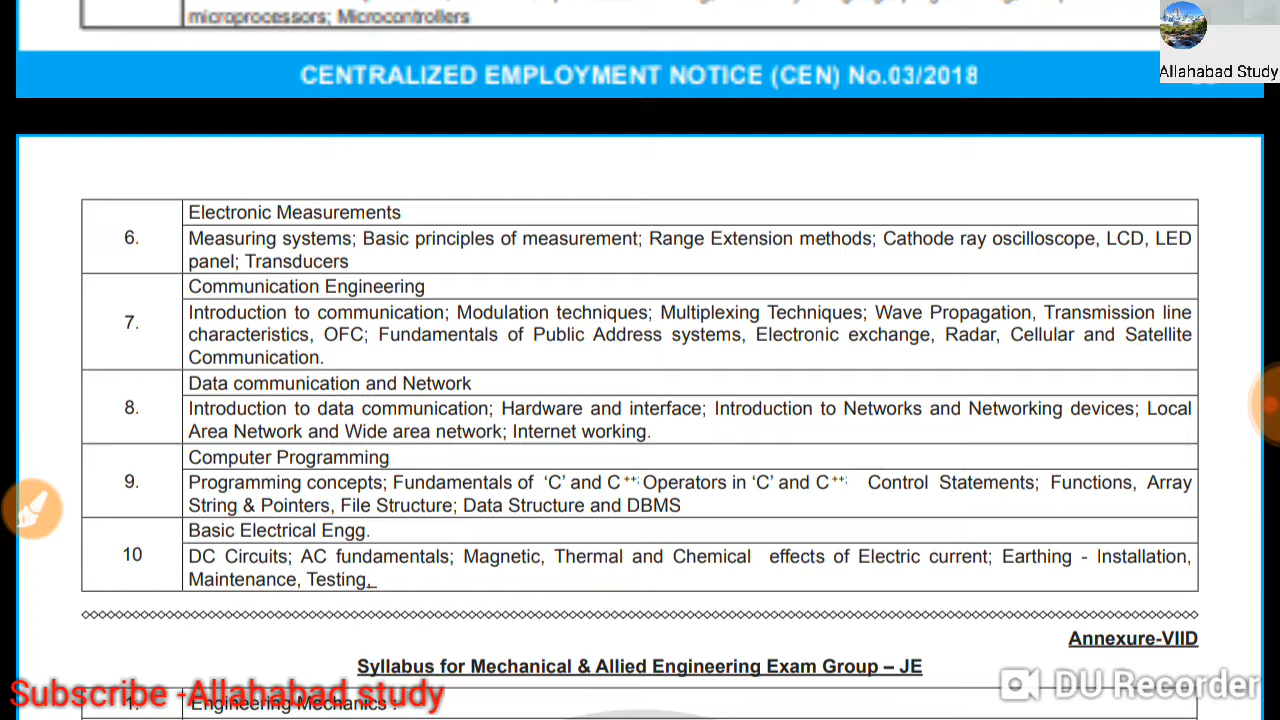 microprocessors; Microcontrollers
Allahabad Study
CENTRALIZED EMPLOYMENT NOTICE (CEN) No.03/2018
6.
Electronic Measurements
Measuring systems; Basic principles of measurement; Range Extension methods; Cathode ray oscilloscope, LCD, LED
panel; Transducers
7.
Communication Engineering
Introduction to communication; Modulation techniques; Multiplexing Techniques; Wave Propagation, Transmission line
characteristics, OFC; Fundamentals of Public Address systems, Electronic exchange, Radar, Cellular and Satellite
Communication.
8.
Data communication and Network
Introduction to data communication; Hardware and interface; Introduction to Networks and Networking devices; Local
Area Network and Wide area network; Internet working.
9.
Computer Programming
Programming concepts; Fundamentals of ‘C’ and C ++; Operators in ‘C’ and C ++; Control Statements; Functions, Array
String & Pointers, File Structure; Data Structure and DBMS
10
Basic Electrical Engg.
DC Circuits; AC fundamentals; Magnetic, Thermal and Chemical effects of Electric current; Earthing - Installation,
Maintenance, Testing,
Annexure-VIID
Syllabus for Mechanical & Allied Engineering Exam Group – JE
Subscribe -Allahabad study
DU Recorder
1.
Engineering Mechanics :